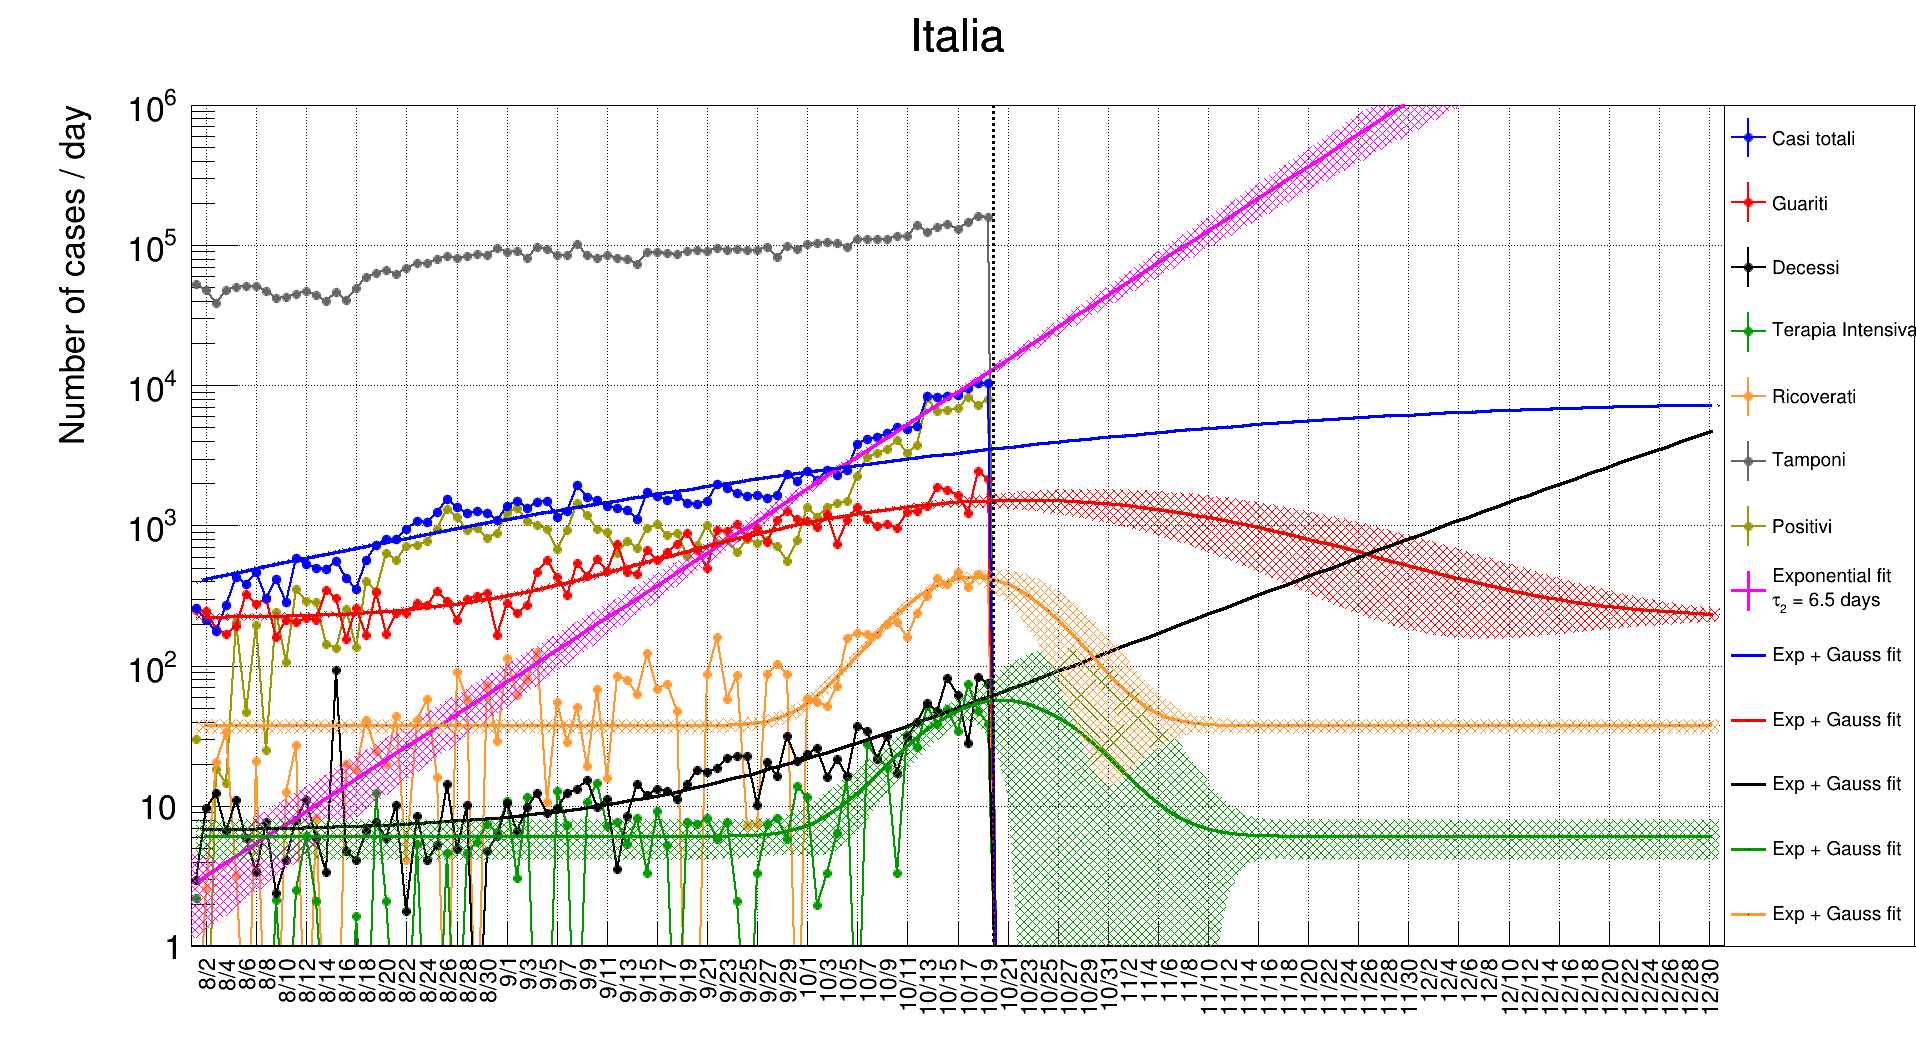 Italia
Number of cases / day
10^6
10^5
10^4
10^3
10^2
10
1
8/2 8/4 8/6 8/8 8/10 8/12 8/14 8/16 8/18 8/20 8/22 8/24 8/26 8/28 8/30 9/1 9/3 9/5 9/7 9/9 9/11 9/13 9/15 9/17 9/19 9/21 9/23 9/25 9/27 9/29 10/1 10/3 10/5 10/7 10/9 10/11 10/13 10/15 10/17 10/19 10/21 10/23 10/25 10/27 10/29 10/31 11/2 11/4 11/6 11/8 11/10 11/12 11/14 11/16 11/18 11/20 11/22 11/24 11/26 11/28 11/30 12/2 12/4 12/6 12/8 12/10 12/12 12/14 12/16 12/18 12/20 12/22 12/24 12/26 12/28 12/30
Casi totali
Guariti
Decessi
Terapia Intensiva
Ricoverati
Tamponi
Positivi
Exponential fit
τ2 = 6.5 days
Exp + Gauss fit
Exp + Gauss fit
Exp + Gauss fit
Exp + Gauss fit
Exp + Gauss fit